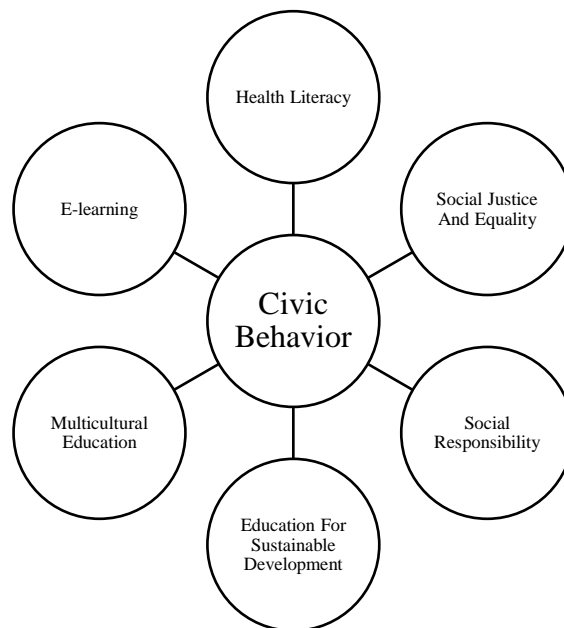 Health Literacy
E-learning
Social Justice
And Equality
Civic
Behavior
Multicultural
Education
Social
Responsibility
Education For
Sustainable
Development